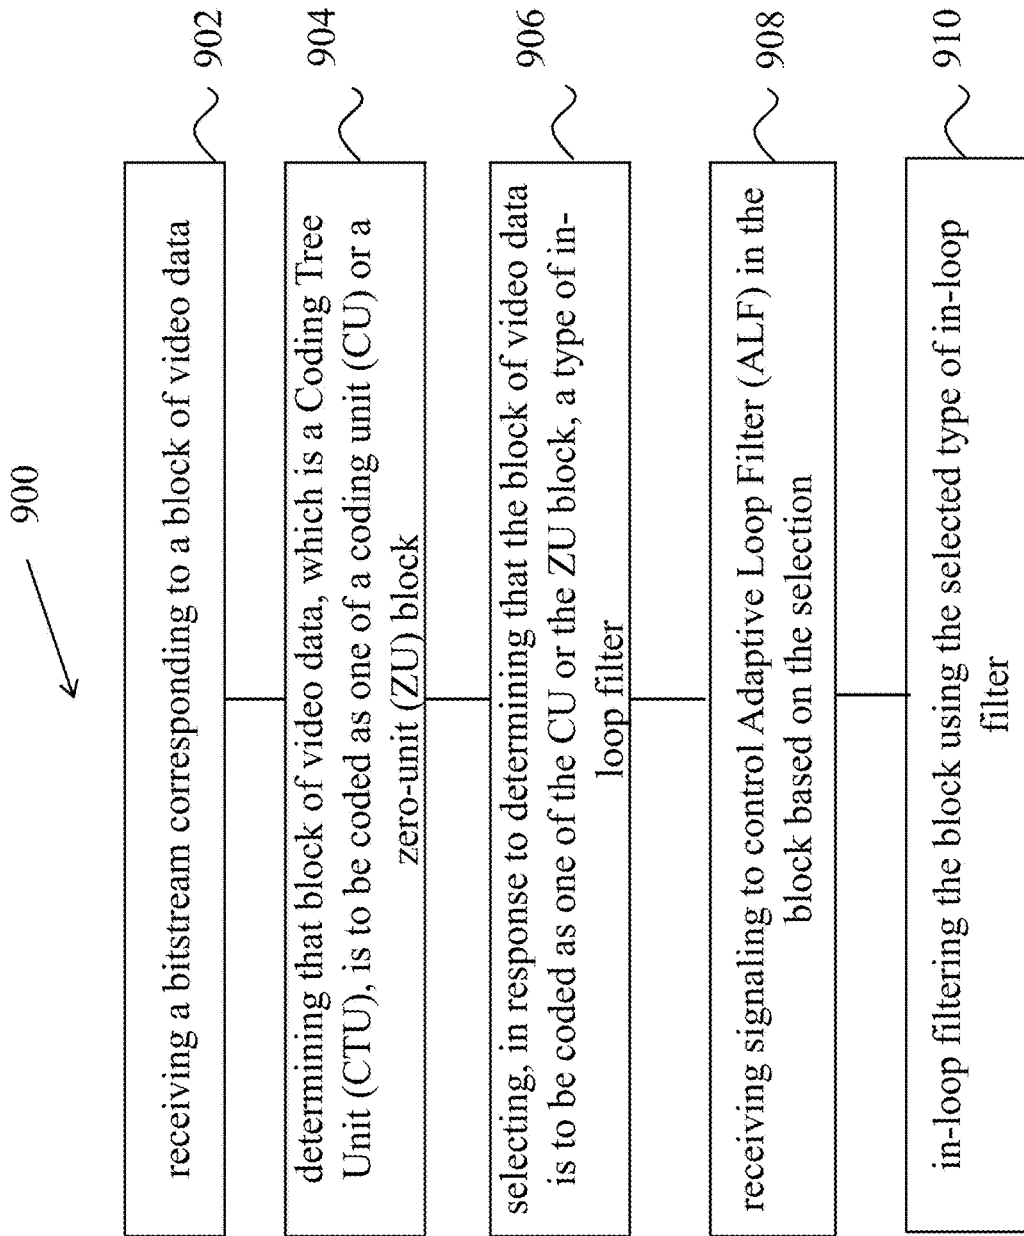 900
receiving a bitstream corresponding to a block of video data
902
determining that block of video data, which is a Coding Tree
Unit (CTU), is to be coded as one of a coding unit (CU) or a
zero-unit (ZU) block
904
selecting, in response to determining that the block of video data
is to be coded as one of the CU or the ZU block, a type of in-
loop filter
906
receiving signaling to control Adaptive Loop Filter (ALF) in the
block based on the selection
908
in-loop filtering the block using the selected type of in-loop
filter
910